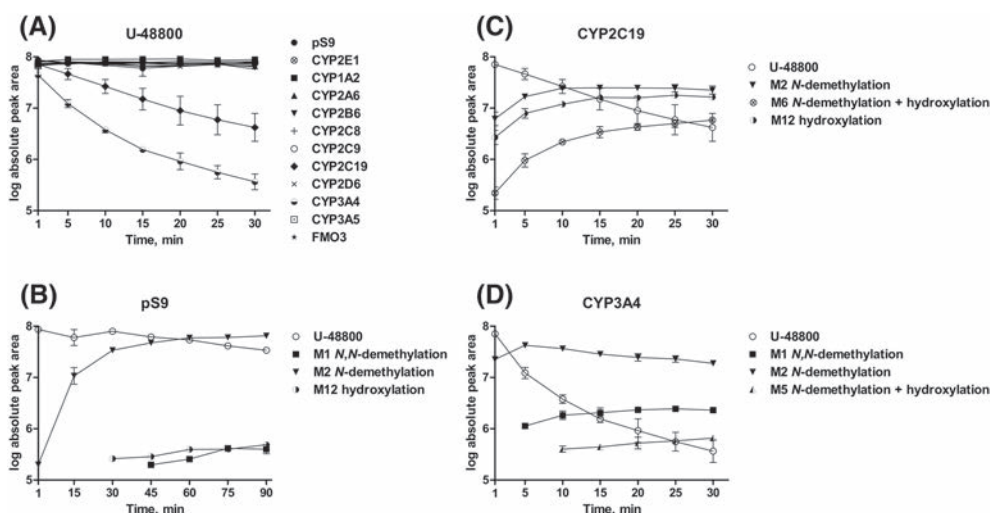 (A)
U-48800
log absolute peak area
8
7
6
5
1 5 10 15 20 25 30
Time, min
pS9
CYP2E1
CYP1A2
CYP2A6
CYP2B6
CYP2C8
CYP2C9
CYP2C19
CYP2D6
CYP3A4
CYP3A5
FMO3
(C)
CYP2C19
log absolute peak area
8
7
6
5
1 5 10 15 20 25 30
Time, min
U-48800
M2 N-demethylation
M6 N-demethylation + hydroxylation
M12 hydroxylation
(B)
pS9
log absolute peak area
8
7
6
5
1 15 30 45 60 75 90
Time, min
U-48800
M1 N,N-demethylation
M2 N-demethylation
M12 hydroxylation
(D)
CYP3A4
log absolute peak area
8
7
6
5
1 5 10 15 20 25 30
Time, min
U-48800
M1 N,N-demethylation
M2 N-demethylation
M5 N-demethylation + hydroxylation